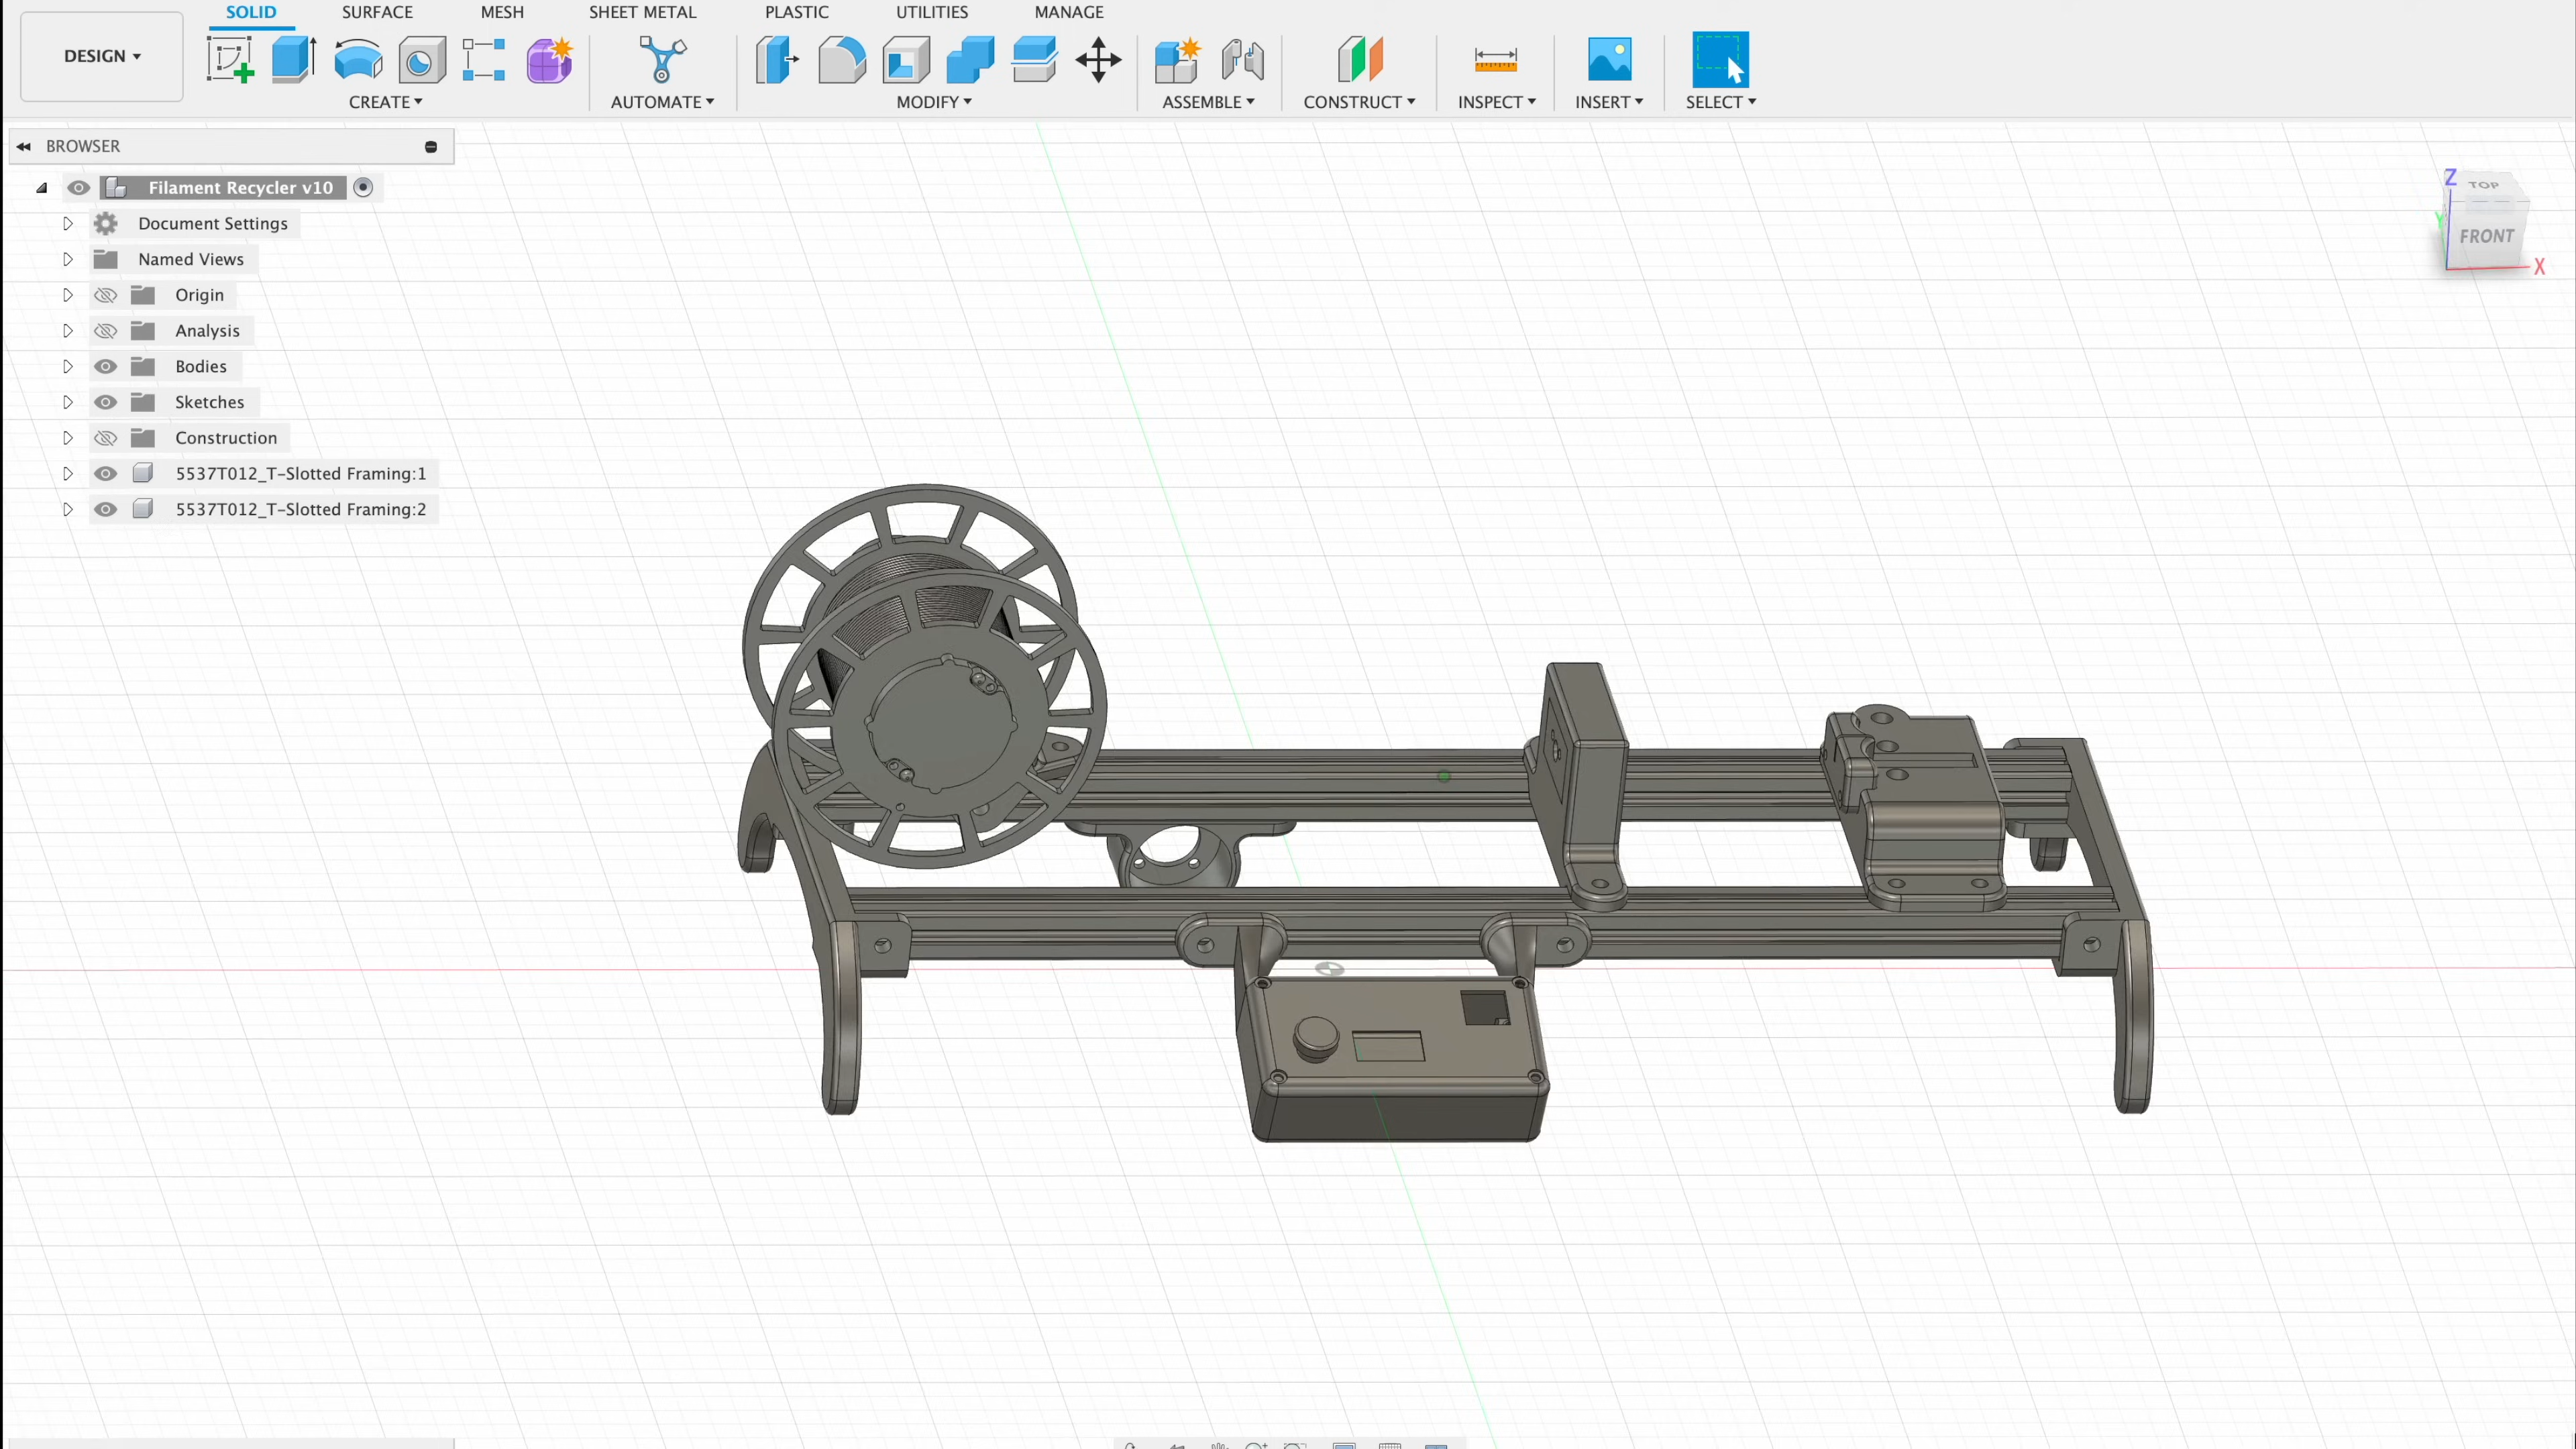 SOLID SURFACE MESH SHEET METAL PLASTIC UTILITIES MANAGE
DESIGN
CREATE AUTOMATE MODIFY ASSEMBLE CONSTRUCT INSPECT INSERT SELECT
BROWSER
Filament Recycler v10
Document Settings
Named Views
Origin
Analysis
Bodies
Sketches
Construction
5537T012_T-Slotted Framing:1
5537T012_T-Slotted Framing:2
Z
TOP
Y
FRONT
X